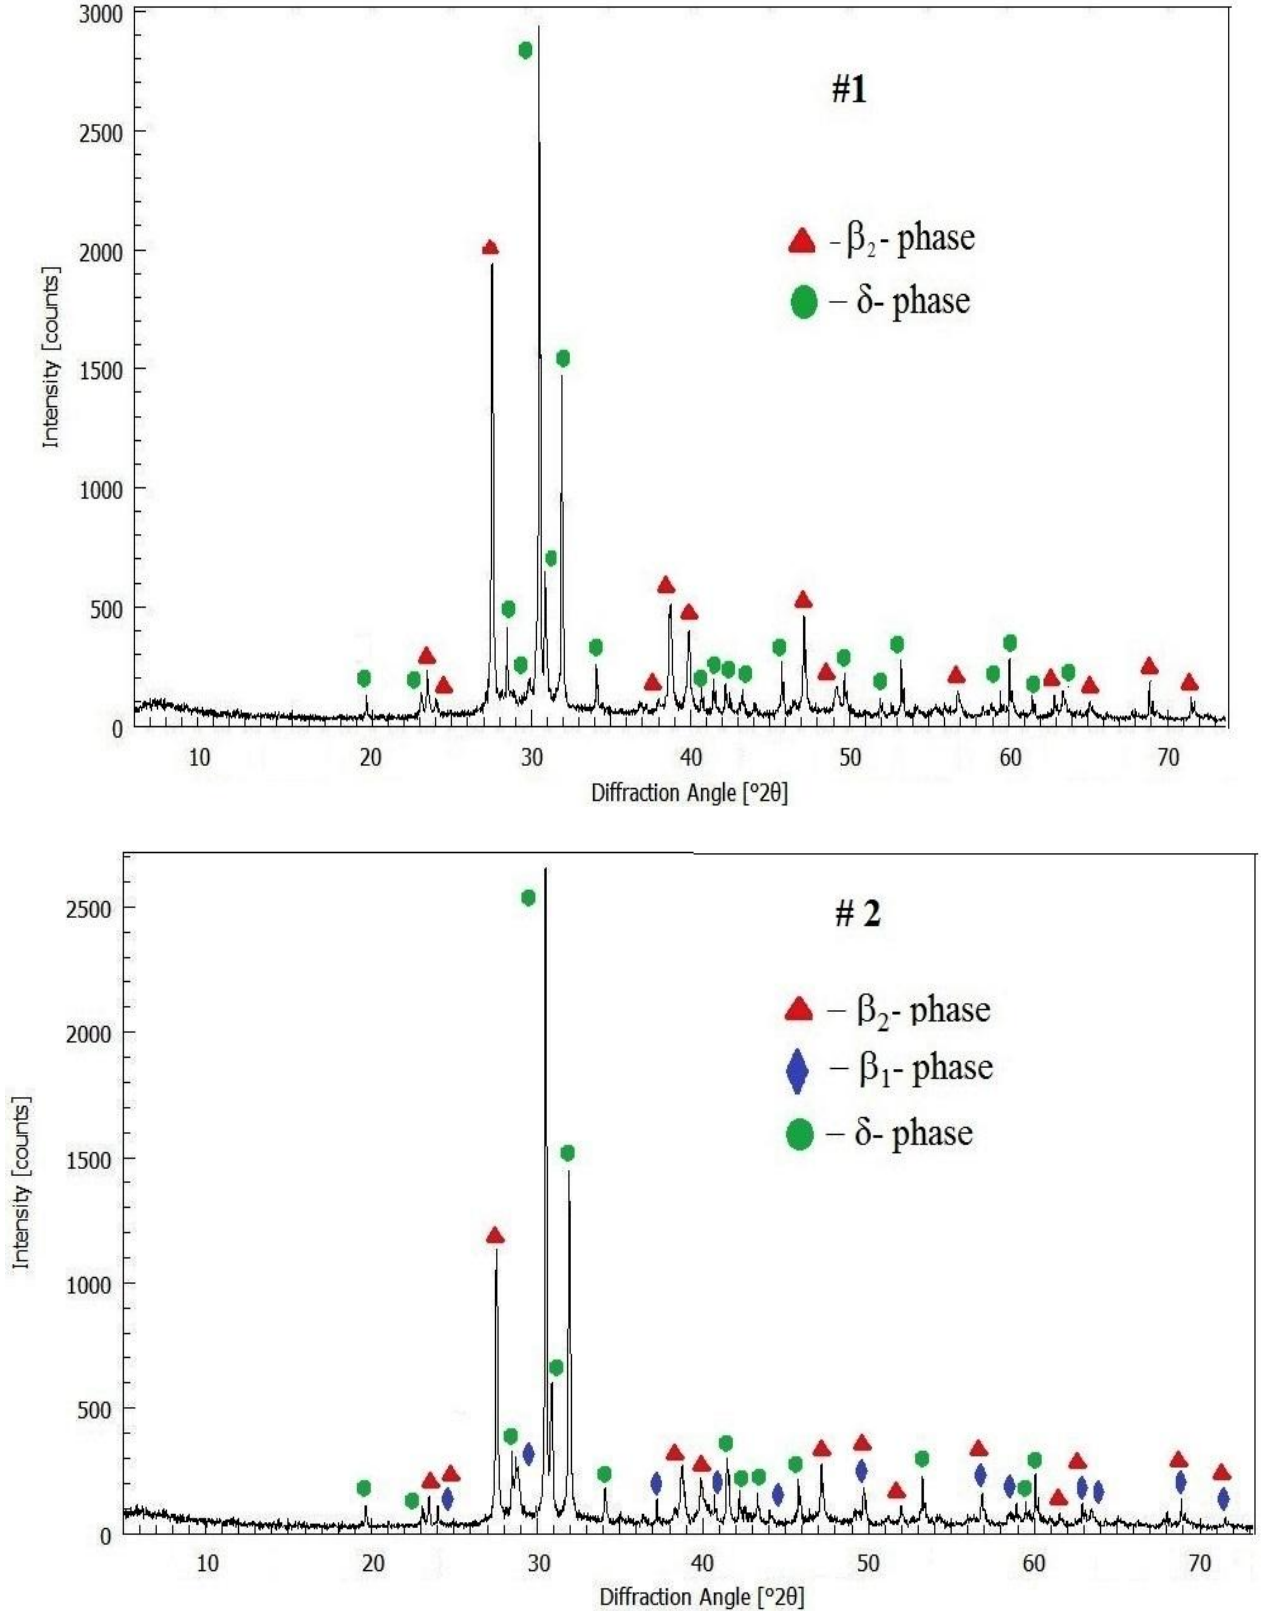 3000
#1
2500
- β₂- phase
2000
– δ- phase
1500
1000
500
0
Intensity [counts]
10 20 30 40 50 60 70
Diffraction Angle [°2θ]
# 2
2500
– β₂- phase
2000
– β₁- phase
– δ- phase
1500
1000
500
0
Intensity [counts]
10 20 30 40 50 60 70
Diffraction Angle [°2θ]